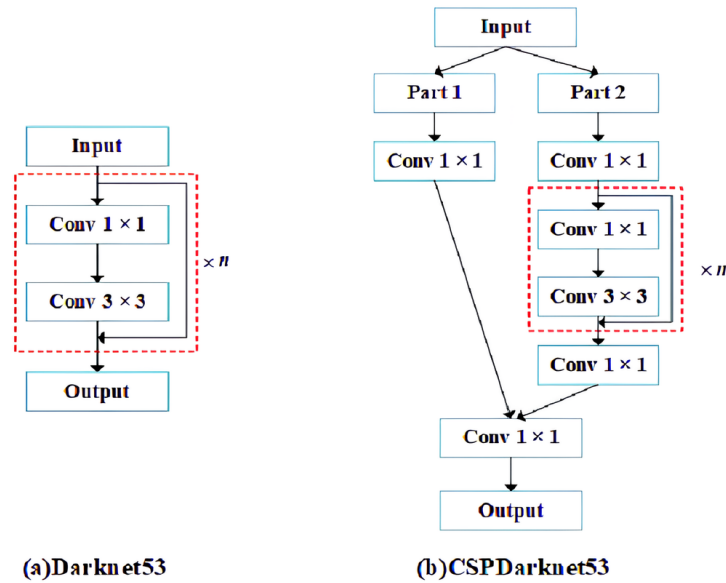 Input
Conv 1 × 1
Conv 3 × 3
× n
Output
(a)Darknet53
Input
Part 1
Part 2
Conv 1 × 1
Conv 1 × 1
Conv 1 × 1
Conv 3 × 3
× n
Conv 1 × 1
Conv 1 × 1
Output
(b)CSPDarknet53